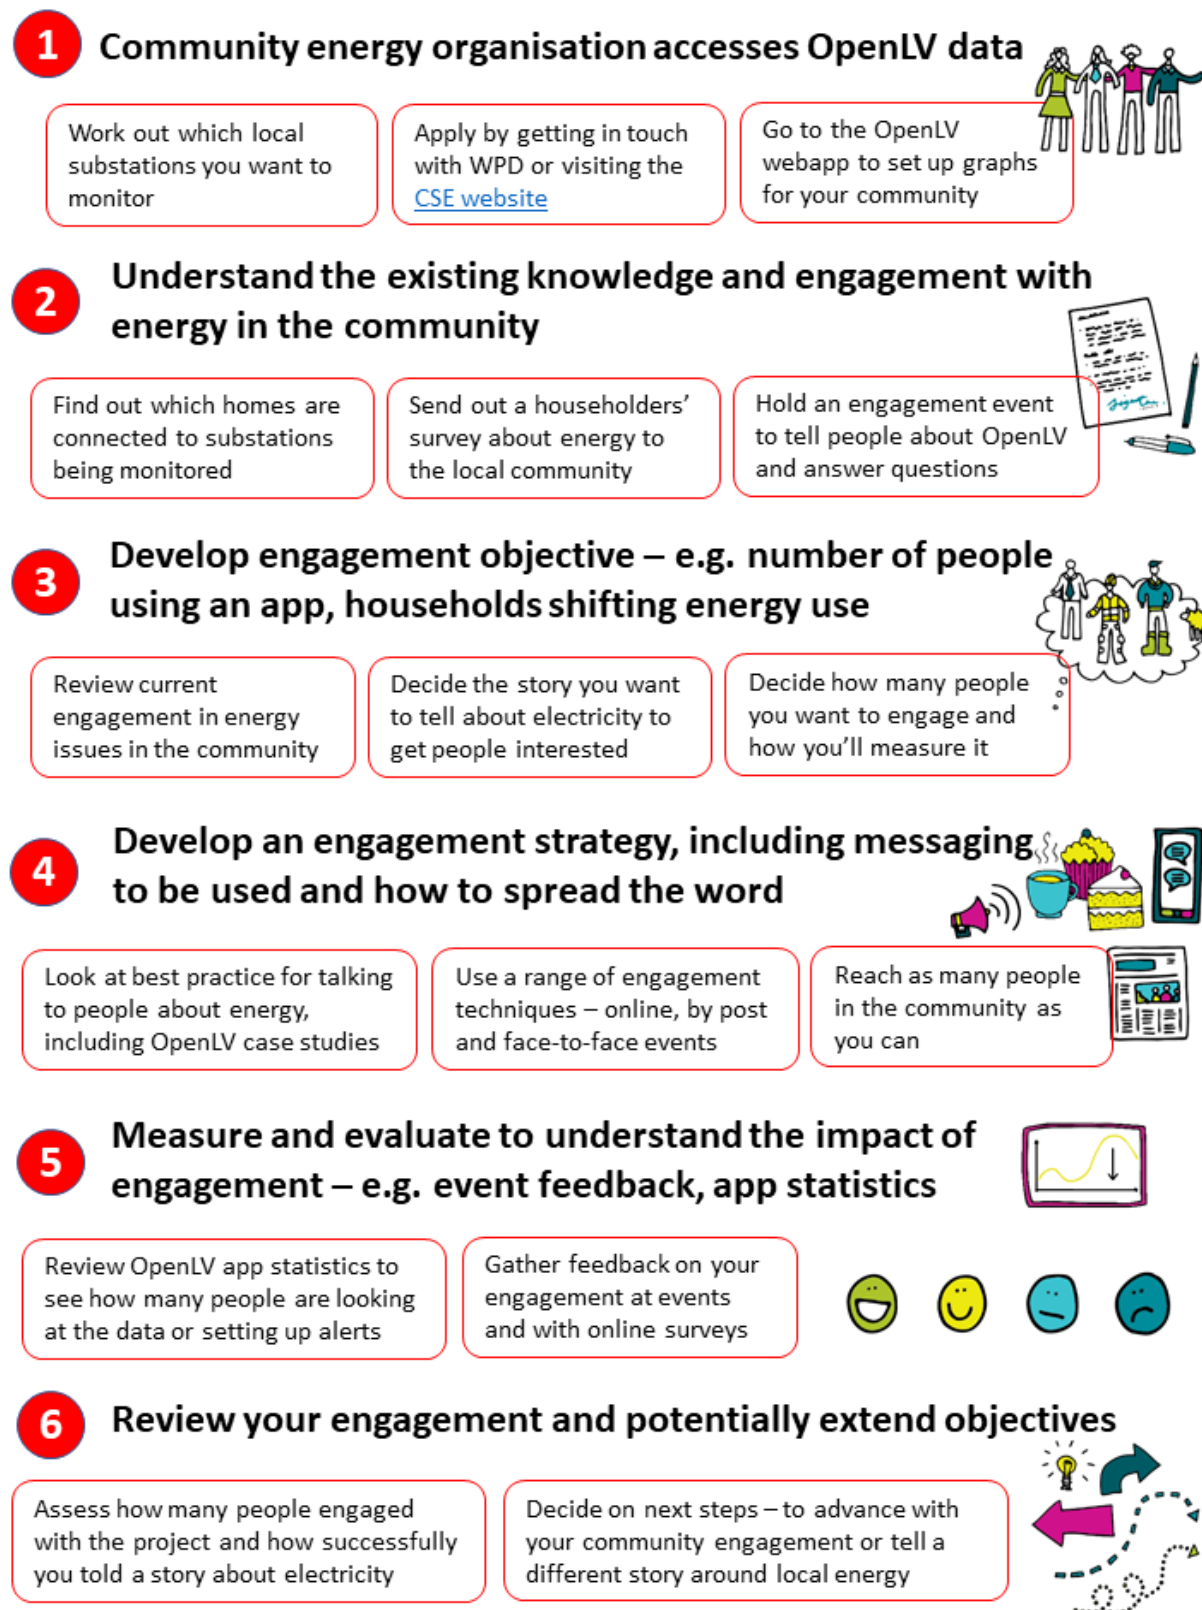 1
Community energy organisation accesses OpenLV data
Work out which local
substations you want to
monitor
Apply by getting in touch
with WPD or visiting the
CSE website
Go to the OpenLV
webapp to set up graphs
for your community
2
Understand the existing knowledge and engagement with
energy in the community
Find out which homes are
connected to substations
being monitored
Send out a householders’
survey about energy to
the local community
Hold an engagement event
to tell people about OpenLV
and answer questions
3
Develop engagement objective – e.g. number of people
using an app, households shifting energy use
Review current
engagement in energy
issues in the community
Decide the story you want
to tell about electricity to
get people interested
Decide how many people
you want to engage and
how you’ll measure it
4
Develop an engagement strategy, including messaging
to be used and how to spread the word
Look at best practice for talking
to people about energy,
including OpenLV case studies
Use a range of engagement
techniques – online, by post
and face-to-face events
Reach as many people
in the community as
you can
5
Measure and evaluate to understand the impact of
engagement – e.g. event feedback, app statistics
Review OpenLV app statistics to
see how many people are looking
at the data or setting up alerts
Gather feedback on your
engagement at events
and with online surveys
6
Review your engagement and potentially extend objectives
Assess how many people engaged
with the project and how successfully
you told a story about electricity
Decide on next steps – to advance with
your community engagement or tell a
different story around local energy